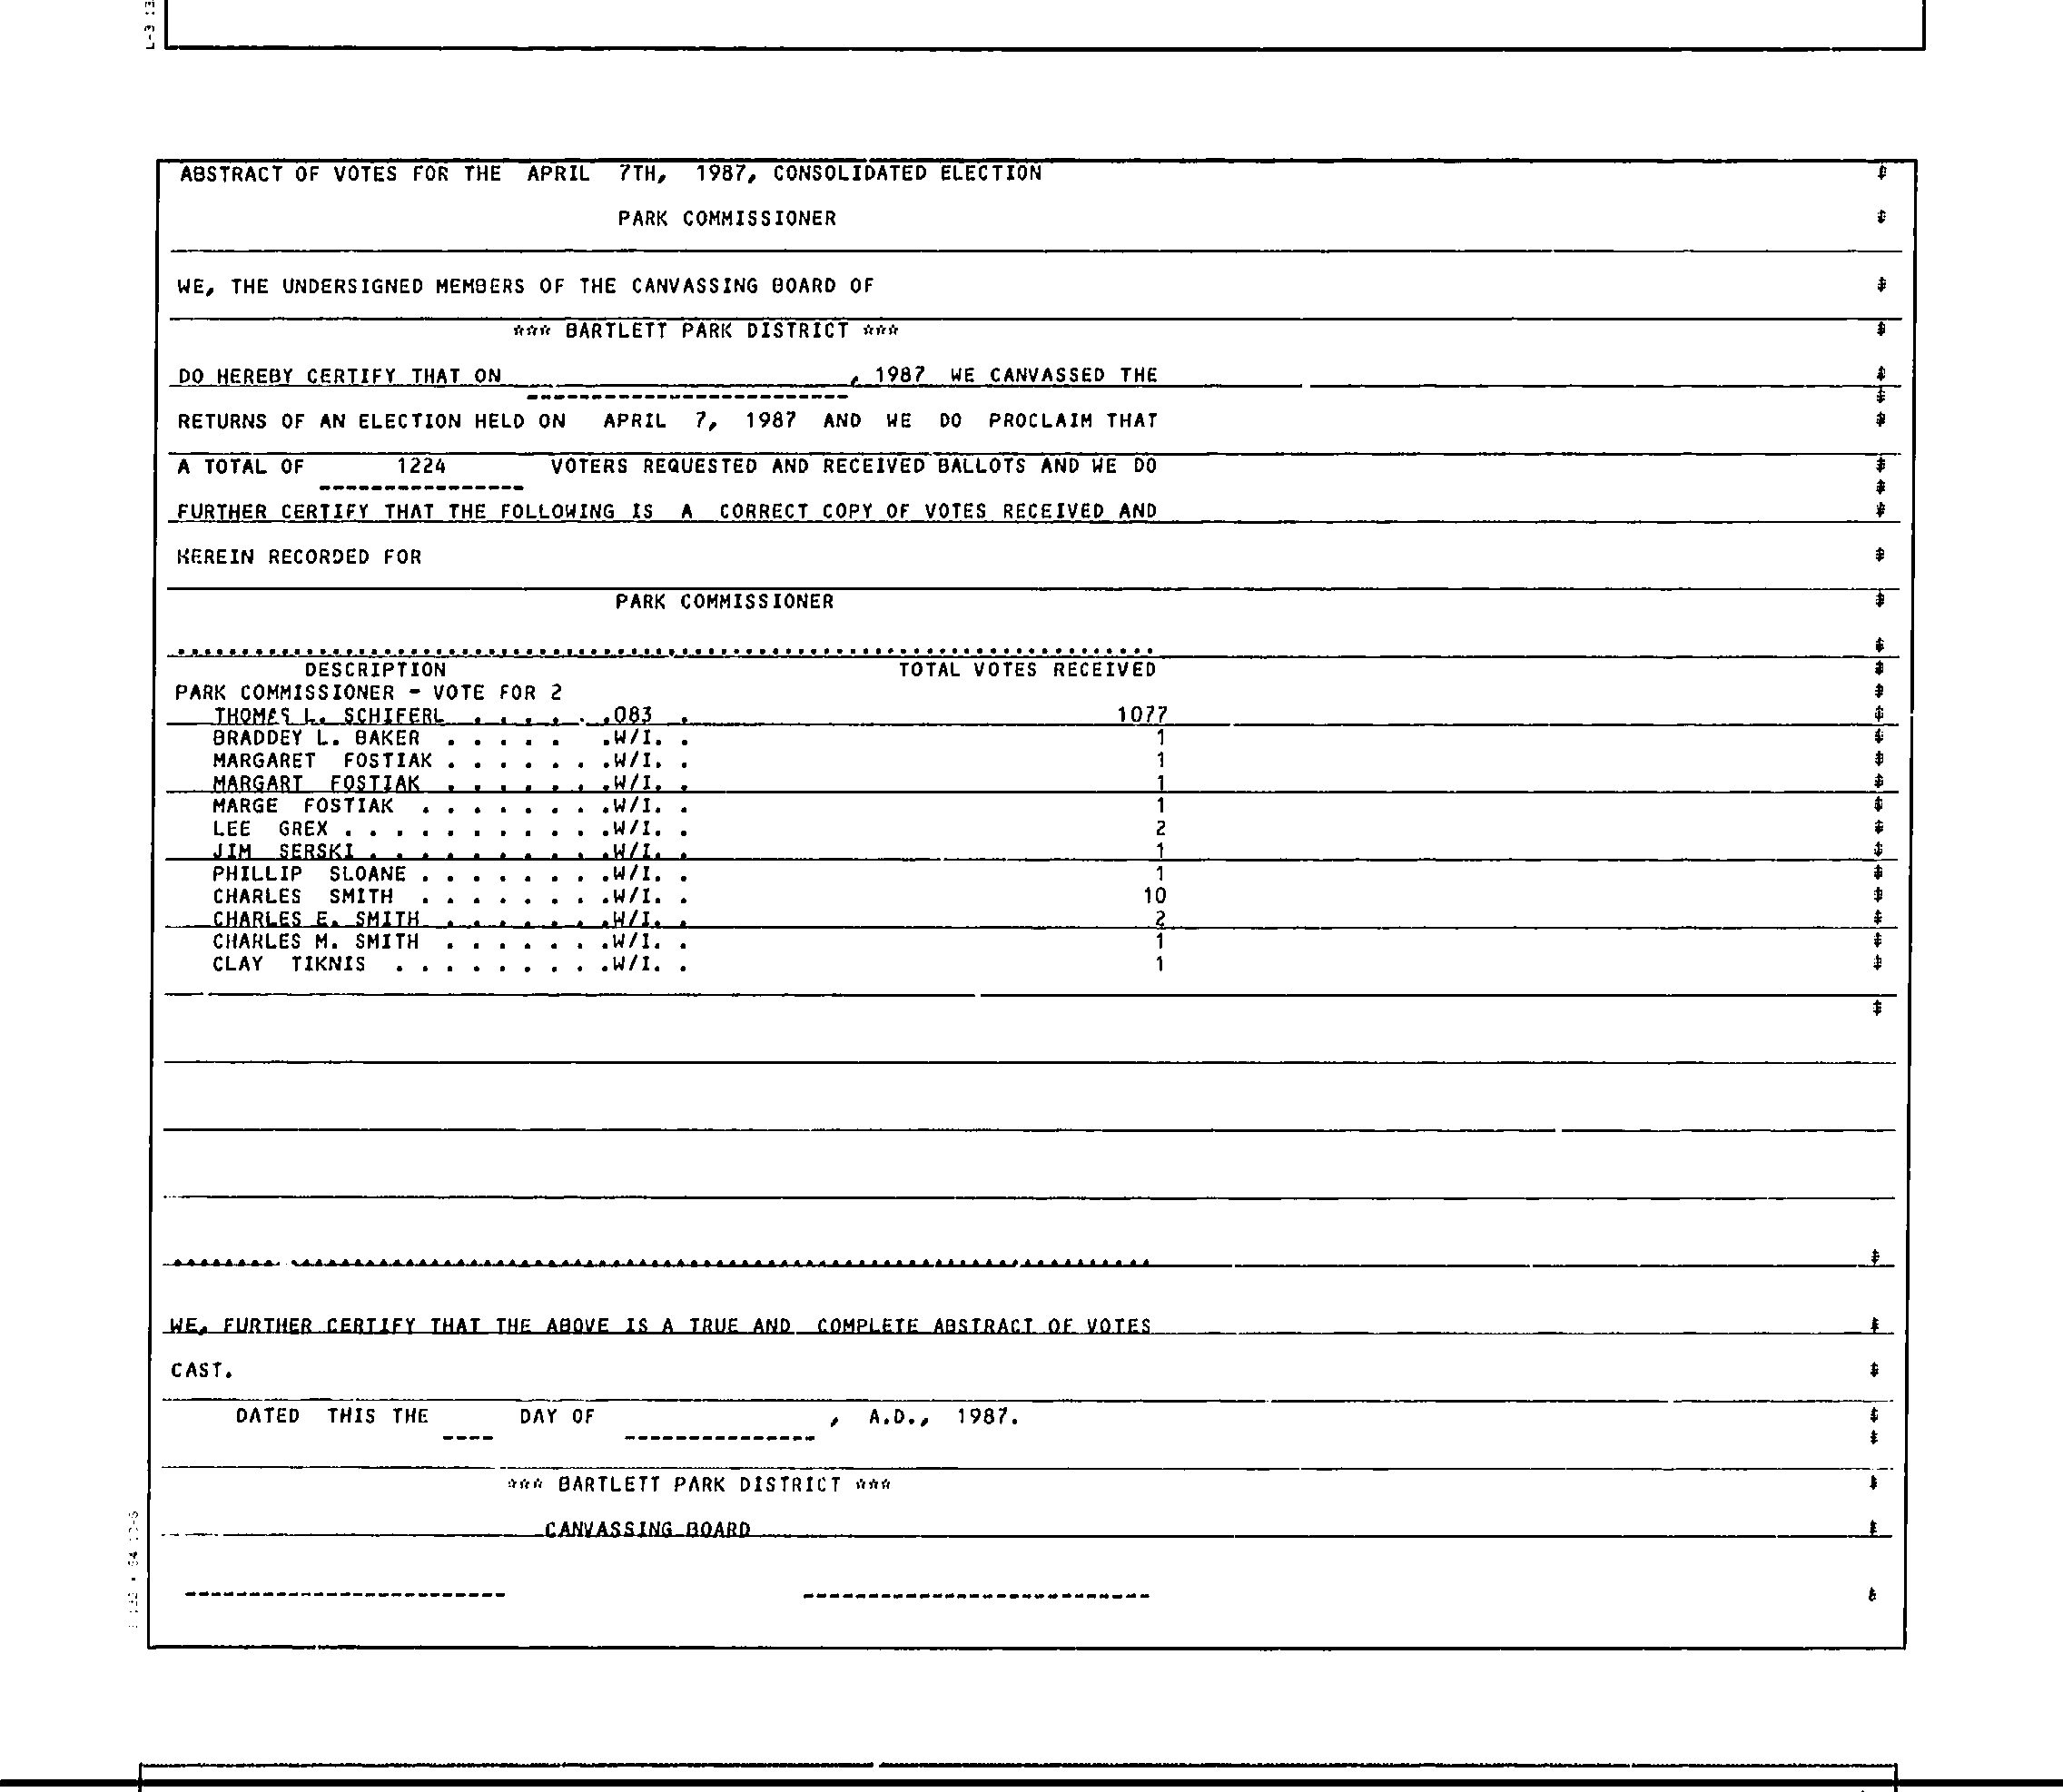 ABSTRACT OF VOTES FOR THE APRIL 7TH, 1987, CONSOLIDATED ELECTION
PARK COMMISSIONER
WE, THE UNDERSIGNED MEMBERS OF THE CANVASSING BOARD OF
*** BARTLETT PARK DISTRICT ***
DO HEREBY CERTIFY THAT ON , 1987 WE CANVASSED THE
RETURNS OF AN ELECTION HELD ON APRIL 7, 1987 AND WE DO PROCLAIM THAT
A TOTAL OF 1224 VOTERS REQUESTED AND RECEIVED BALLOTS AND WE DO
FURTHER CERTIFY THAT THE FOLLOWING IS A CORRECT COPY OF VOTES RECEIVED AND
HEREIN RECORDED FOR
PARK COMMISSIONER
DESCRIPTION TOTAL VOTES RECEIVED
PARK COMMISSIONER - VOTE FOR 2
THOMAS L. SCHIFERL . . . . . .083 . 1077
BRADDEY L. BAKER . . . . . .W/I. . 1
MARGARET FOSTIAK . . . . . . .W/I. . 1
MARGART FOSTIAK . . . . . . .W/I. . 1
MARGE FOSTIAK . . . . . . . .W/I. . 1
LEE GREX . . . . . . . . . . .W/I. . 2
JIM SERSKI . . . . . . . . . .W/I. . 1
PHILLIP SLOANE . . . . . . . .W/I. . 1
CHARLES SMITH . . . . . . . .W/I. . 10
CHARLES E. SMITH . . . . . . .W/I. . 2
CHARLES M. SMITH . . . . . . .W/I. . 1
CLAY TIKNIS . . . . . . . . .W/I. . 1
WE, FURTHER CERTIFY THAT THE ABOVE IS A TRUE AND COMPLETE ABSTRACT OF VOTES
CAST.
DATED THIS THE DAY OF , A.D., 1987.
*** BARTLETT PARK DISTRICT ***
CANVASSING BOARD